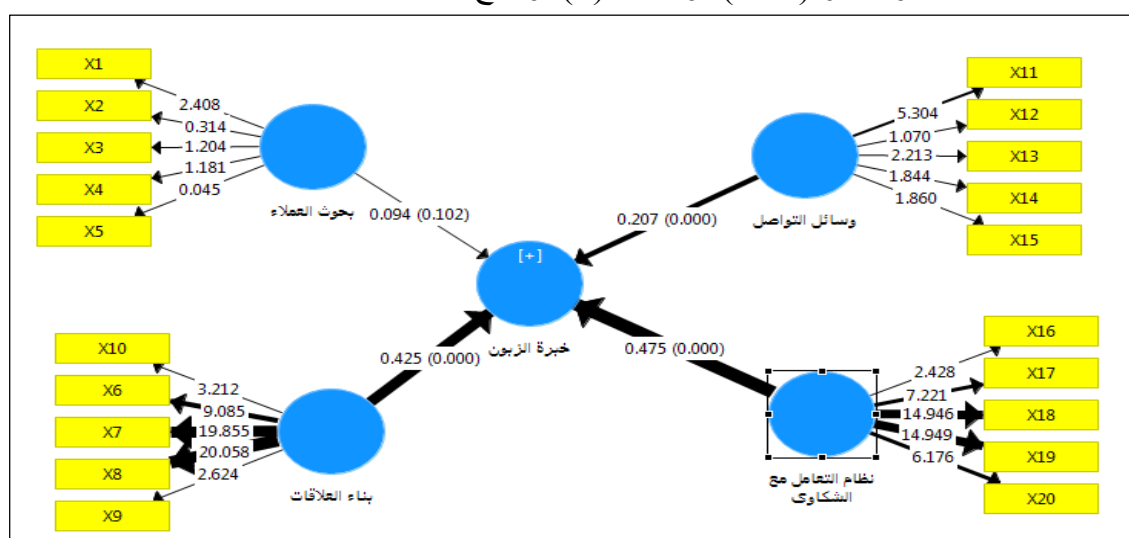 X1
X2
X3
X4
X5
2.408
0.314
1.204
1.181
0.045
بحوث العملاء
0.094 (0.102)
X11
X12
X13
X14
X15
5.304
1.070
2.213
1.844
1.860
وسائل التواصل
0.207 (0.000)
[+]
خبرة الزبون
X10
X6
X7
X8
X9
3.212
9.085
19.855
20.058
2.624
بناء العلاقات
0.425 (0.000)
0.475 (0.000)
X16
X17
X18
X19
X20
2.428
7.221
14.946
14.949
6.176
نظام التعامل مع
الشكاوى